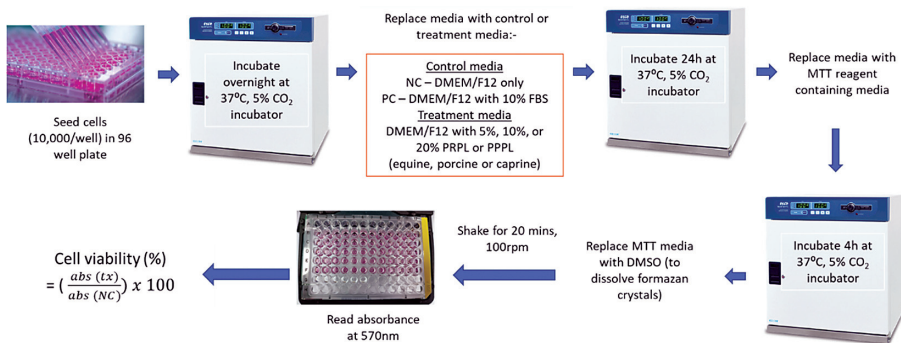 Seed cells
(10,000/well) in 96
well plate
Incubate
overnight at
37⁰C, 5% CO₂
incubator
Replace media with control or
treatment media:-
Control media
NC – DMEM/F12 only
PC – DMEM/F12 with 10% FBS
Treatment media
DMEM/F12 with 5%, 10%, or
20% PRPL or PPPL
(equine, porcine or caprine)
Incubate 24h at
37⁰C, 5% CO₂
incubator
Replace media with
MTT reagent
containing media
Incubate 4h at
37⁰C, 5% CO₂
incubator
Replace MTT media
with DMSO (to
dissolve formazan
crystals)
Shake for 20 mins,
100rpm
Read absorbance
at 570nm
Cell viability (%)
= (abs (tx)/abs (NC)) x 100